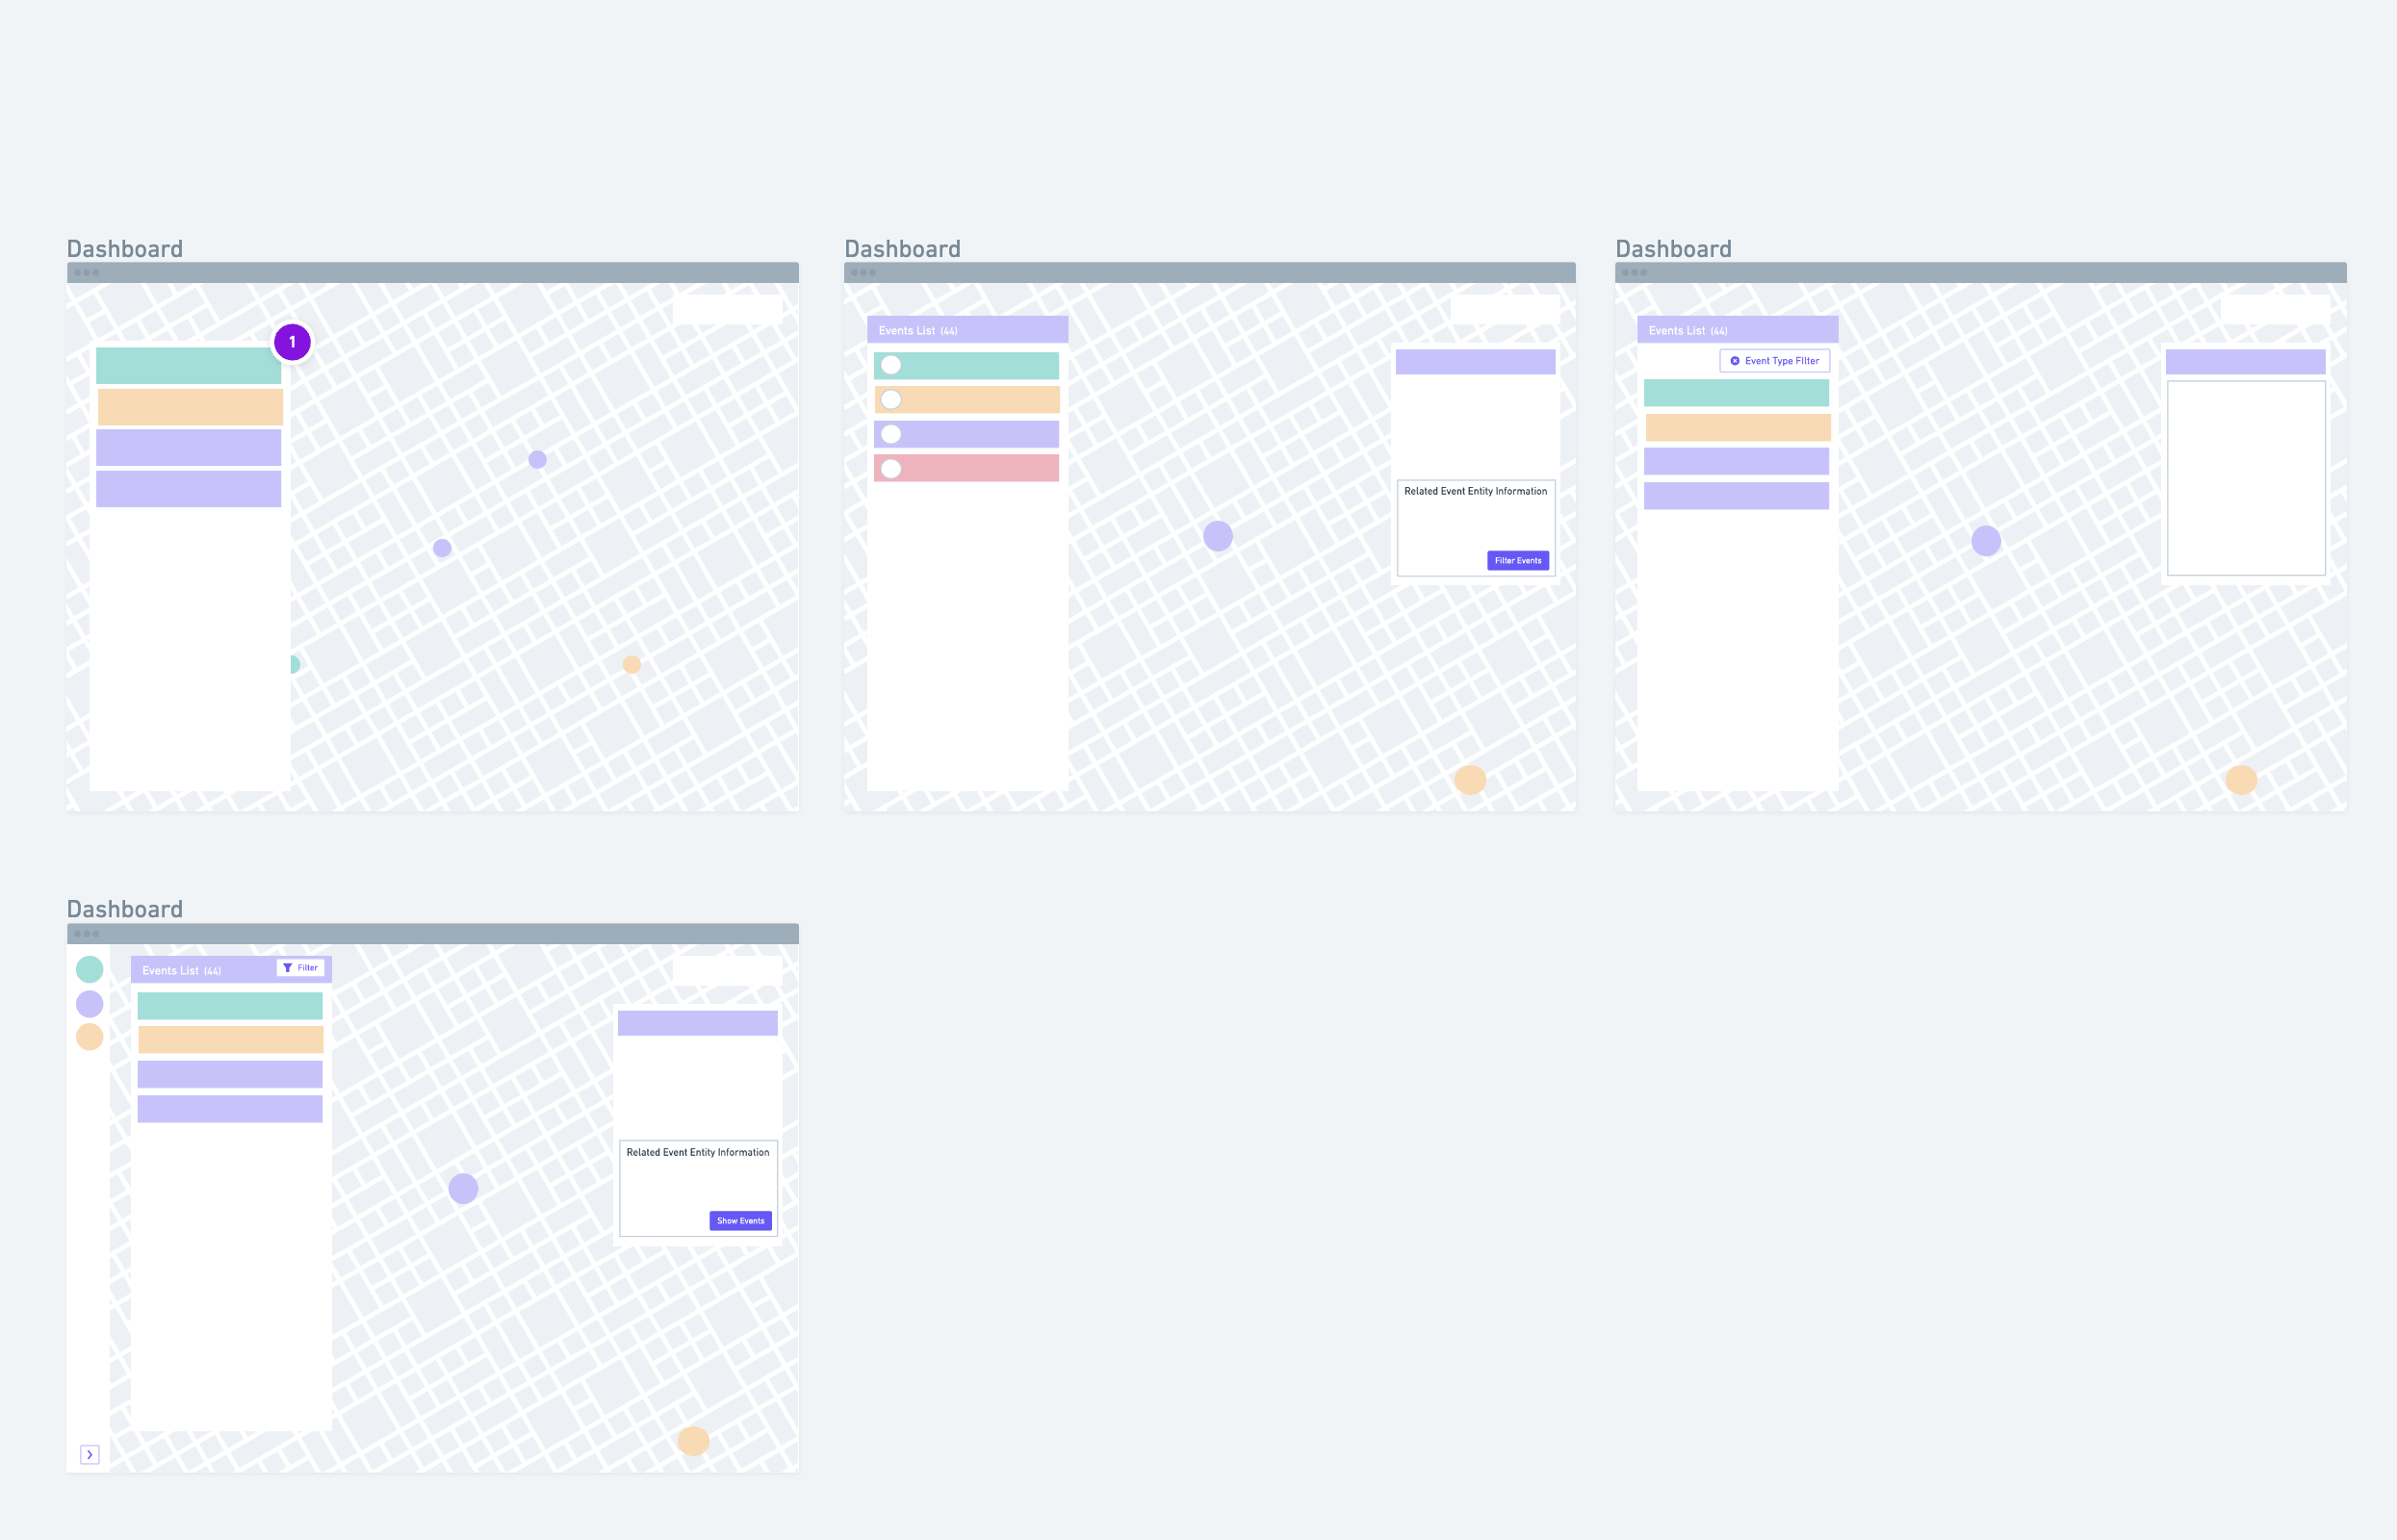 Dashboard
Dashboard
Dashboard
1
Events List (44)
Related Event Entity Information
Filter Events
Events List (44)
Event Type FIlter
Dashboard
Events List (44)
Filter
Related Event Entity Information
Show Events